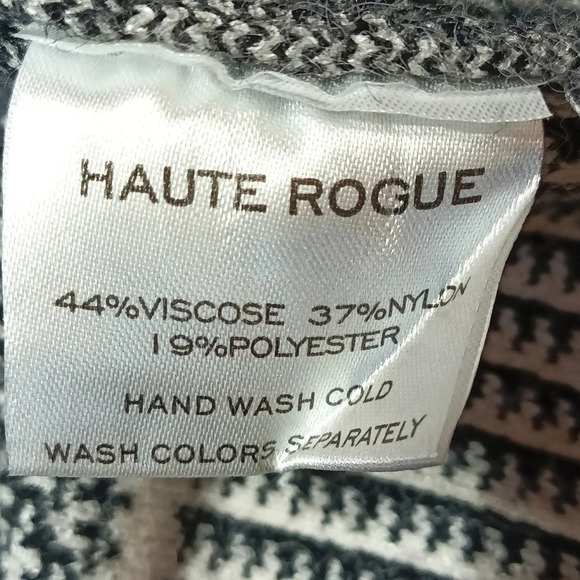 HAUTE ROGUE
44%VISCOSE 37%NYLON
19%POLYESTER
HAND WASH COLD
WASH COLORS SEPARATELY